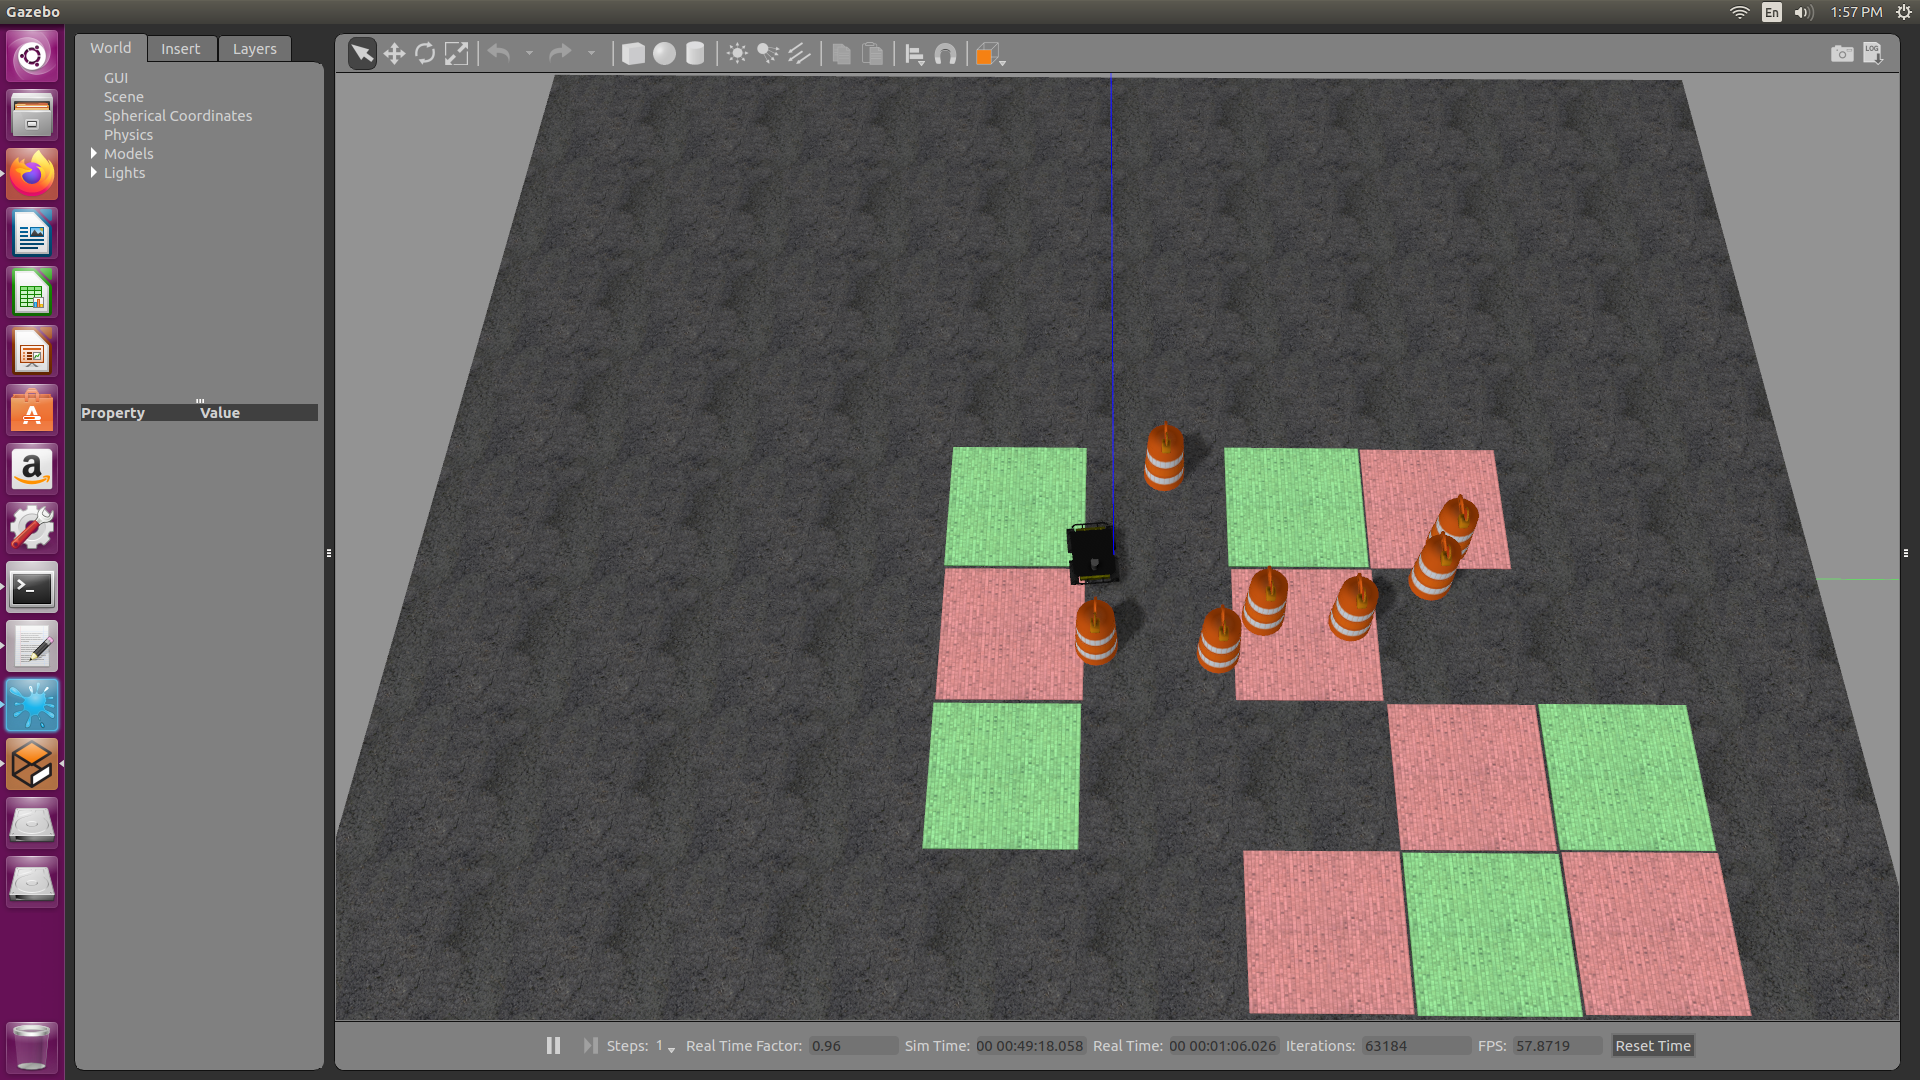 Gazebo
En
1:57 PM
World
Insert
Layers
GUI
Scene
Spherical Coordinates
Physics
Models
Lights
Property
Value
LOG
a
Steps: 1
Real Time Factor: 0.96
Sim Time: 00 00:49:18.058
Real Time: 00 00:01:06.026
Iterations: 63184
FPS: 57.8719
Reset Time